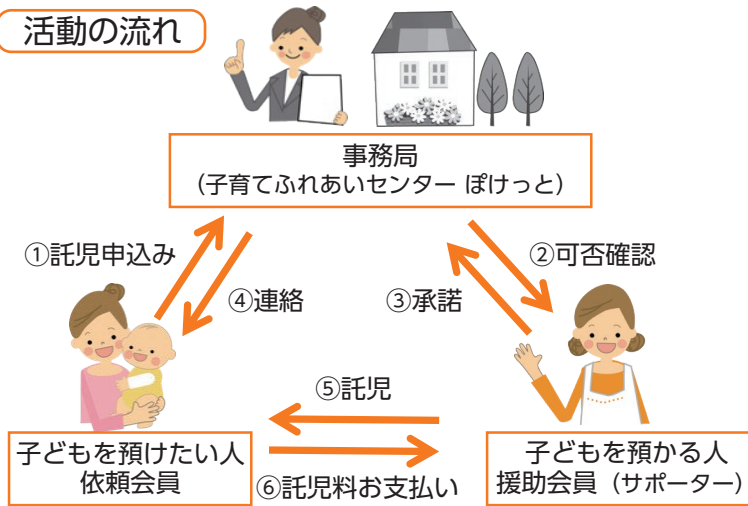 活動の流れ
事務局
（子育てふれあいセンター ぽけっと）
①託児申込み
②可否確認
④連絡
③承諾
⑤託児
子どもを預けたい人
依頼会員
⑥託児料お支払い
子どもを預かる人
援助会員（サポーター）